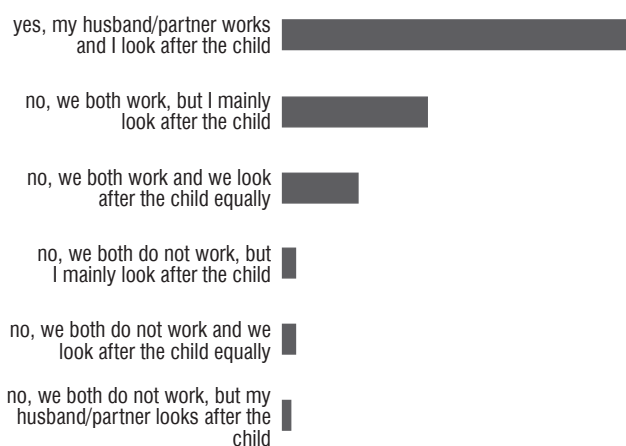 yes, my husband/partner works
and I look after the child
no, we both work, but I mainly
look after the child
no, we both work and we look
after the child equally
no, we both do not work, but
I mainly look after the child
no, we both do not work and we
look after the child equally
no, we both do not work, but my
husband/partner looks after the
child